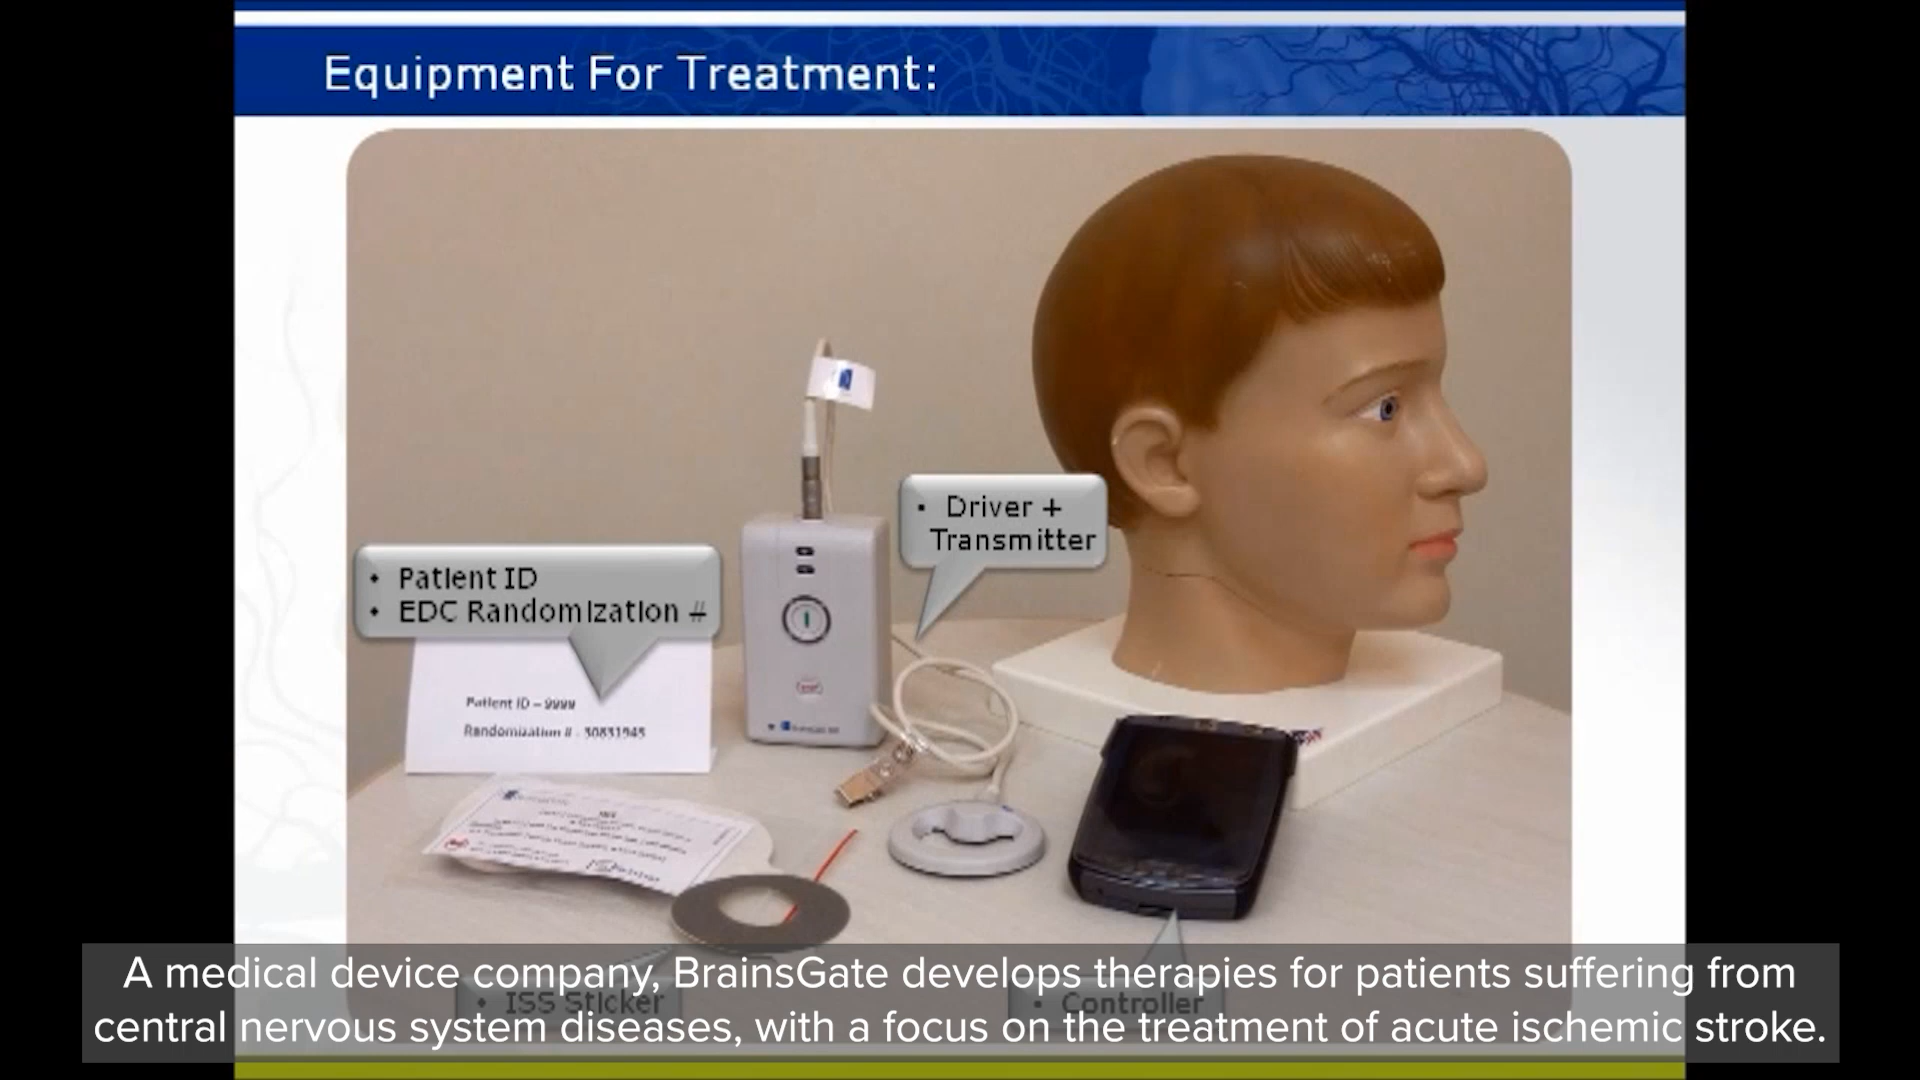 Equipment For Treatment:
• Driver +
Transmitter
• Patient ID
• EDC Randomization #
Patient ID – 9999
Randomization # - 30831945
• ISS Sticker
• Controller
A medical device company, BrainsGate develops therapies for patients suffering from
central nervous system diseases, with a focus on the treatment of acute ischemic stroke.